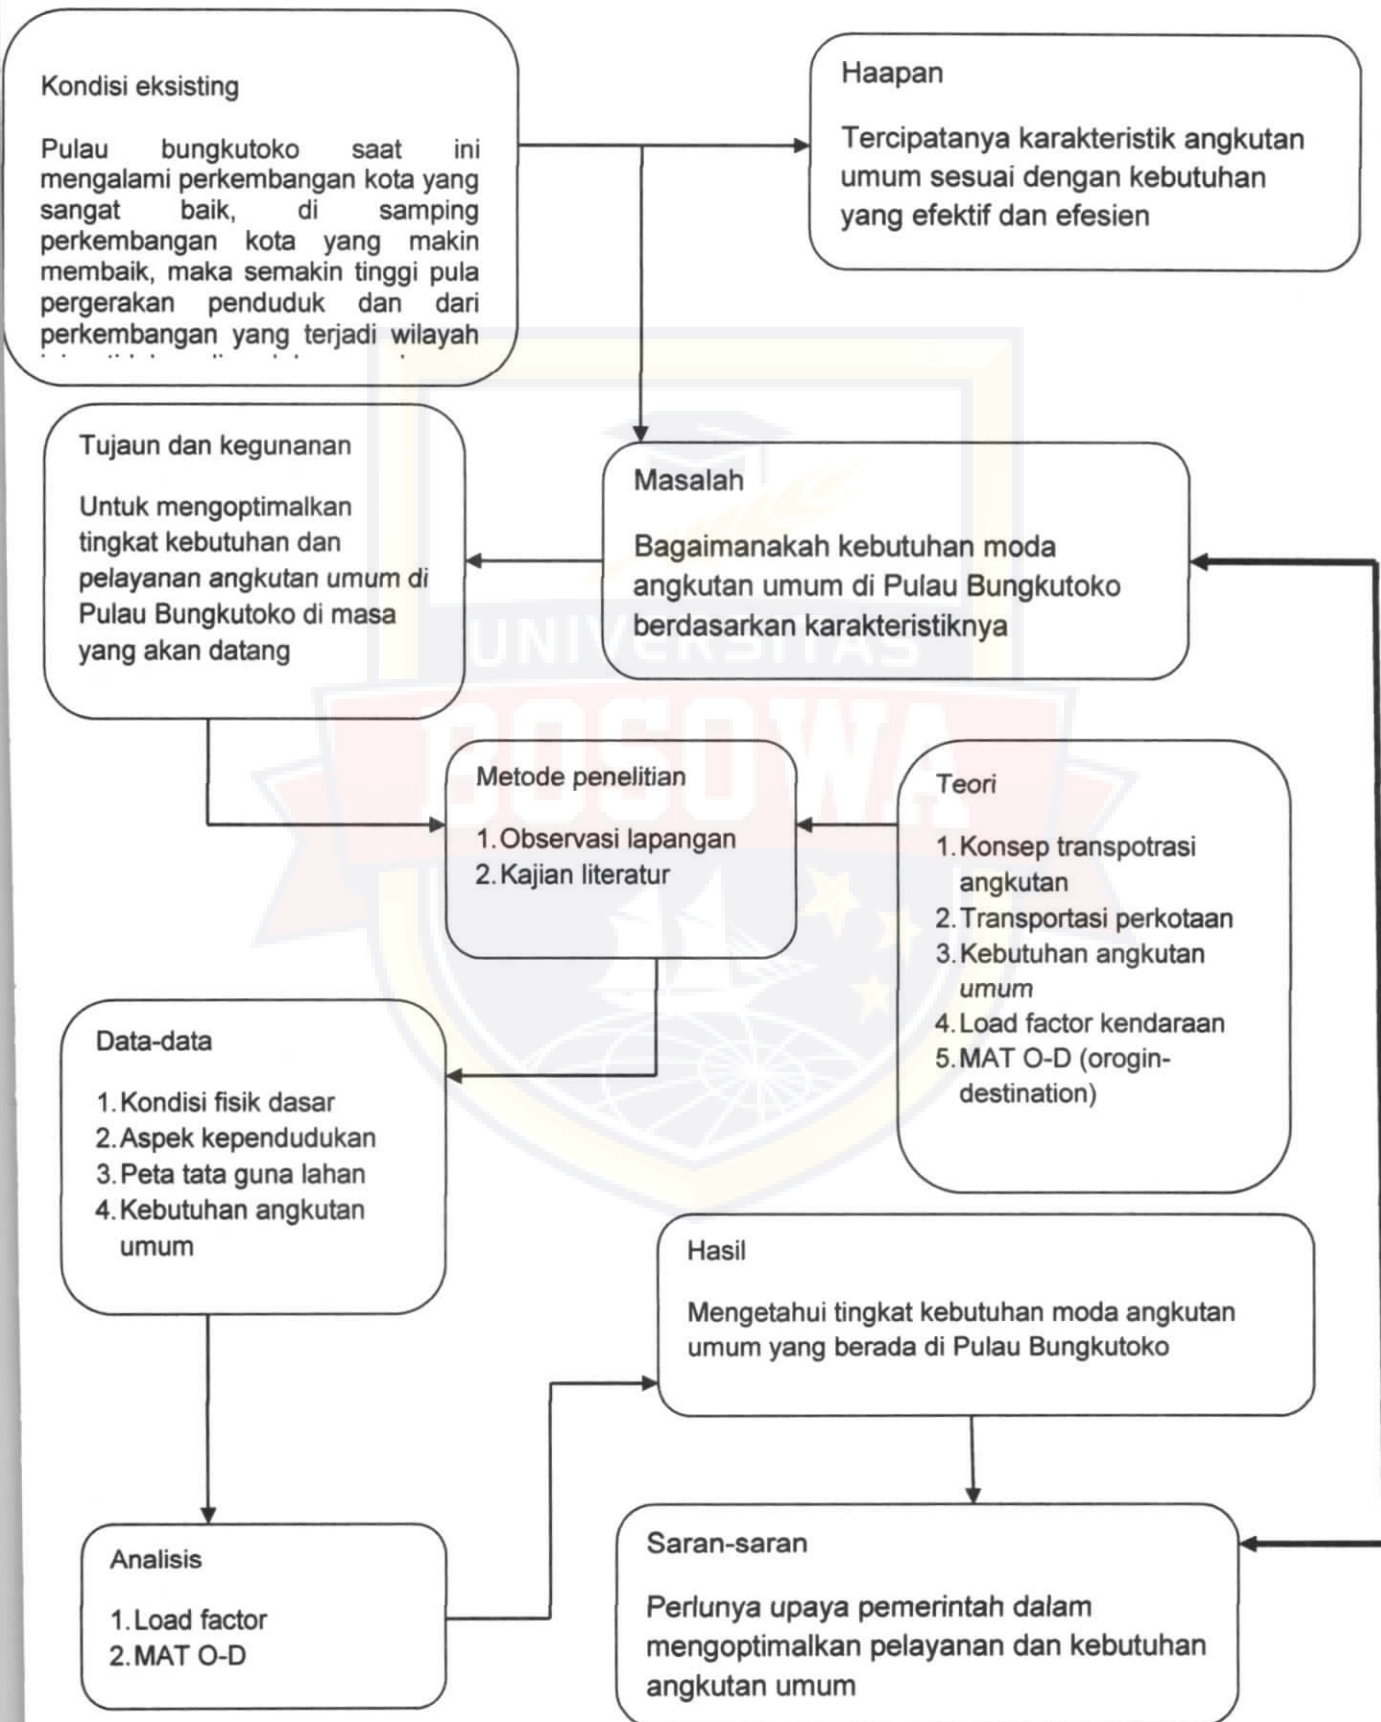 Kondisi eksisting
Pulau bungkutoko saat ini
mengalami perkembangan kota yang
sangat baik, di samping
perkembangan kota yang makin
membaik, maka semakin tinggi pula
pergerakan penduduk dan dari
perkembangan yang terjadi wilayah
Haapan
Tercipatanya karakteristik angkutan
umum sesuai dengan kebutuhan
yang efektif dan efesien
Tujaun dan kegunanan
Untuk mengoptimalkan
tingkat kebutuhan dan
pelayanan angkutan umum di
Pulau Bungkutoko di masa
yang akan datang
Masalah
Bagaimanakah kebutuhan moda
angkutan umum di Pulau Bungkutoko
berdasarkan karakteristiknya
UNIVERSITAS
BOSOWA
Metode penelitian
1. Observasi lapangan
2. Kajian literatur
Teori
1. Konsep transpotrasi
angkutan
2. Transportasi perkotaan
3. Kebutuhan angkutan
umum
4. Load factor kendaraan
5. MAT O-D (orogin-
destination)
Data-data
1. Kondisi fisik dasar
2. Aspek kependudukan
3. Peta tata guna lahan
4. Kebutuhan angkutan
umum
Hasil
Mengetahui tingkat kebutuhan moda angkutan
umum yang berada di Pulau Bungkutoko
Analisis
1. Load factor
2. MAT O-D
Saran-saran
Perlunya upaya pemerintah dalam
mengoptimalkan pelayanan dan kebutuhan
angkutan umum